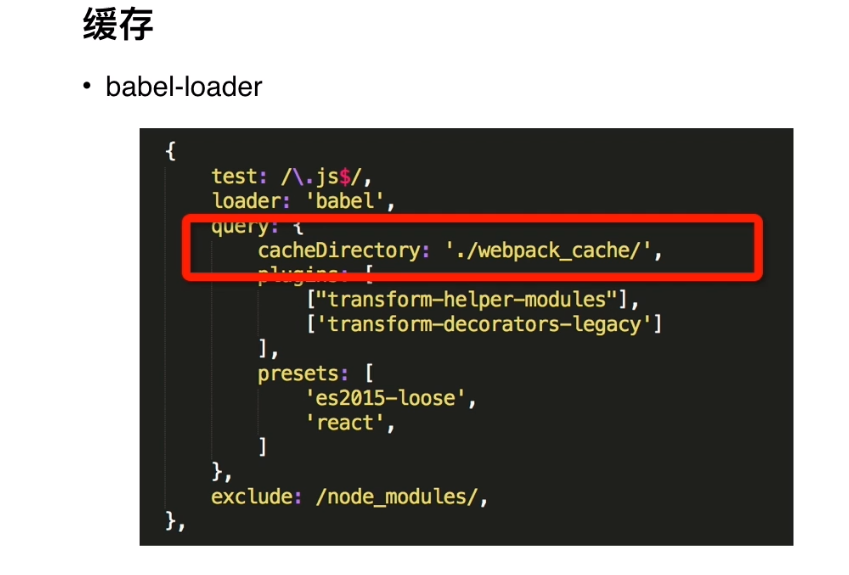 缓存
• babel-loader
{
test: /\.js$/,
loader: 'babel',
query: {
cacheDirectory: './webpack_cache/',
plugins: [
["transform-helper-modules"],
['transform-decorators-legacy']
],
presets: [
'es2015-loose',
'react',
]
},
exclude: /node_modules/,
},